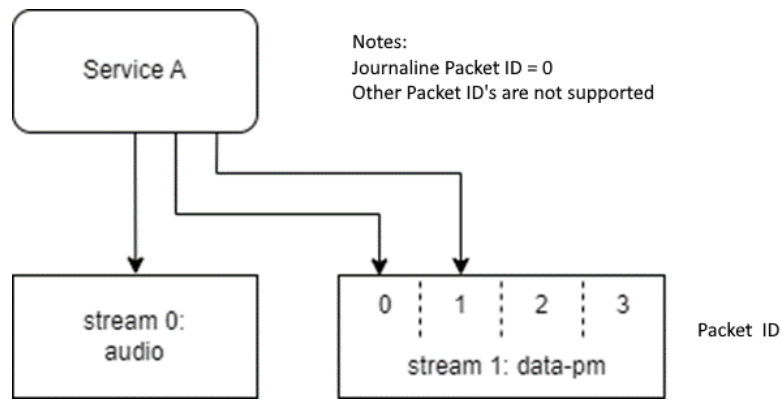 Service A
Notes:
Journaline Packet ID = 0
Other Packet ID's are not supported
stream 0:
audio
0 1 2 3
stream 1: data-pm
Packet ID